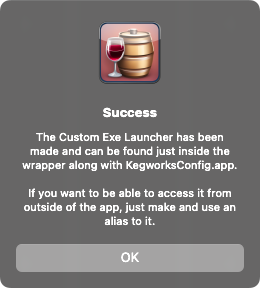 Success
The Custom Exe Launcher has been
made and can be found just inside the
wrapper along with KegworksConfig.app.
If you want to be able to access it from
outside of the app, just make and use an
alias to it.
OK